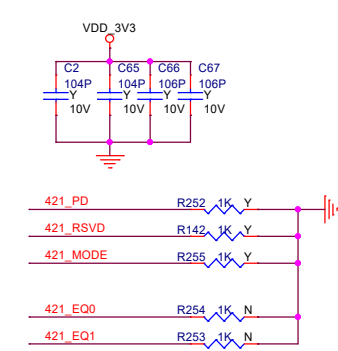 VDD_3V3
C2 C65 C66 C67
104P 104P 106P 106P
Y Y Y Y
10V 10V 10V 10V
421_PD R252 1K Y
421_RSVD R142 1K Y
421_MODE R255 1K Y
421_EQ0 R254 1K N
421_EQ1 R253 1K N